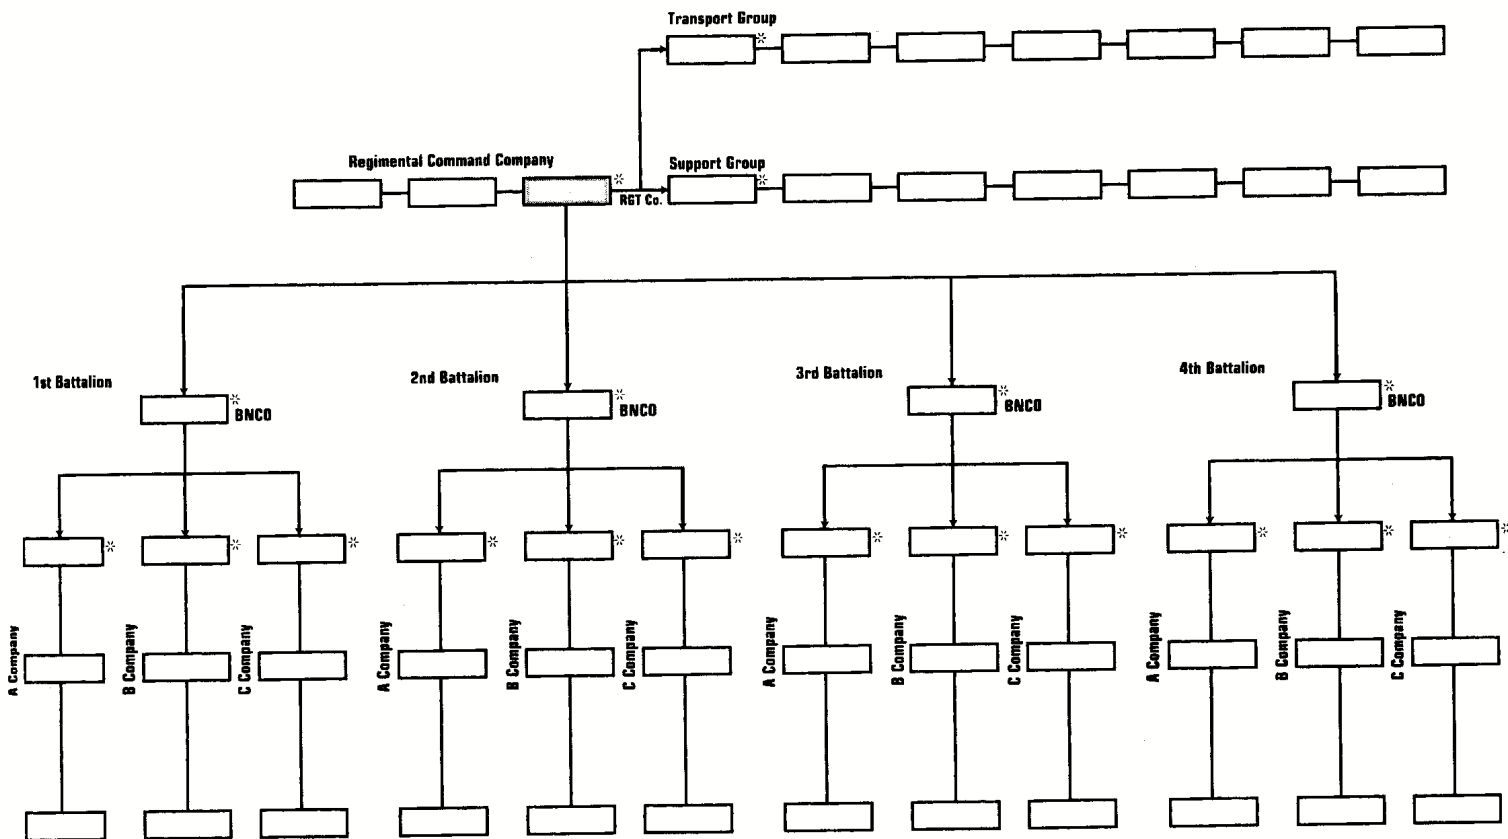 Transport Group
Regimental Command Company
Support Group
RGT Co.
1st Battalion
2nd Battalion
3rd Battalion
4th Battalion
BNCO
BNCO
BNCO
BNCO
A Company
B Company
C Company
A Company
B Company
C Company
A Company
B Company
C Company
A Company
B Company
C Company